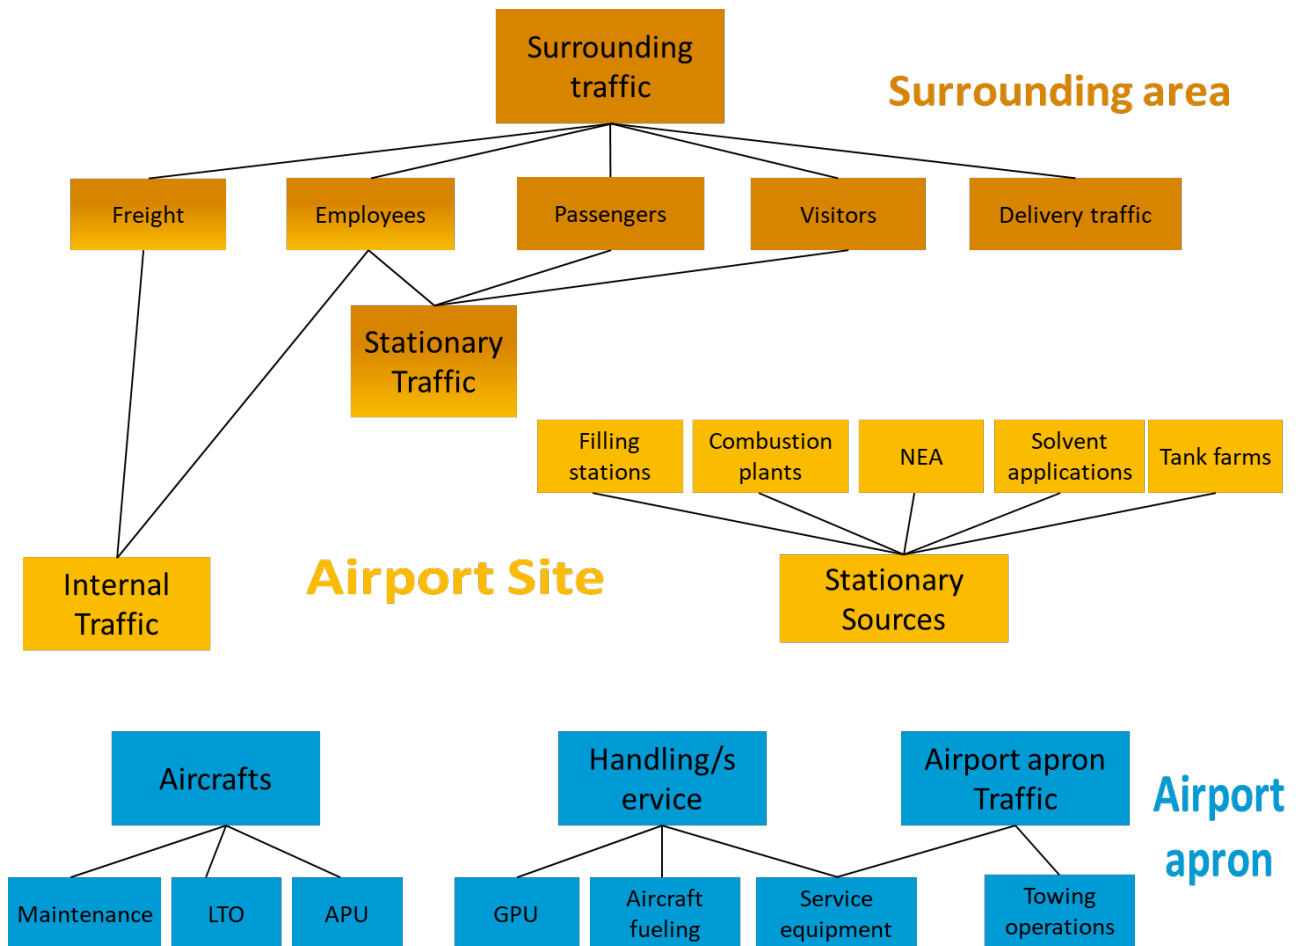 Surrounding
traffic
Surrounding area
Freight
Employees
Passengers
Visitors
Delivery traffic
Stationary
Traffic
Filling
stations
Combustion
plants
NEA
Solvent
applications
Tank farms
Internal
Traffic
Airport Site
Stationary
Sources
Aircrafts
Handling/s
ervice
Airport apron
Traffic
Airport
apron
Maintenance
LTO
APU
GPU
Aircraft
fueling
Service
equipment
Towing
operations